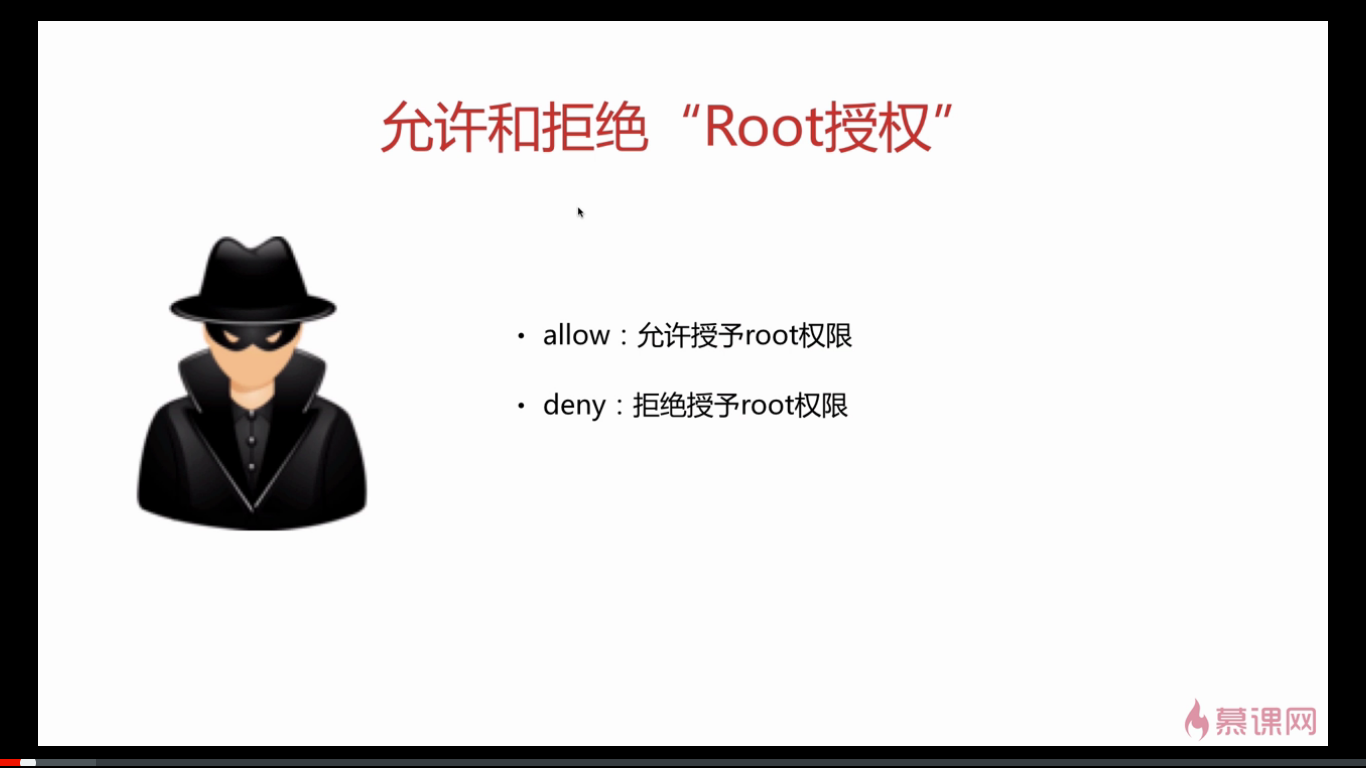 允许和拒绝“Root授权”
• allow：允许授予root权限
• deny：拒绝授予root权限
慕课网